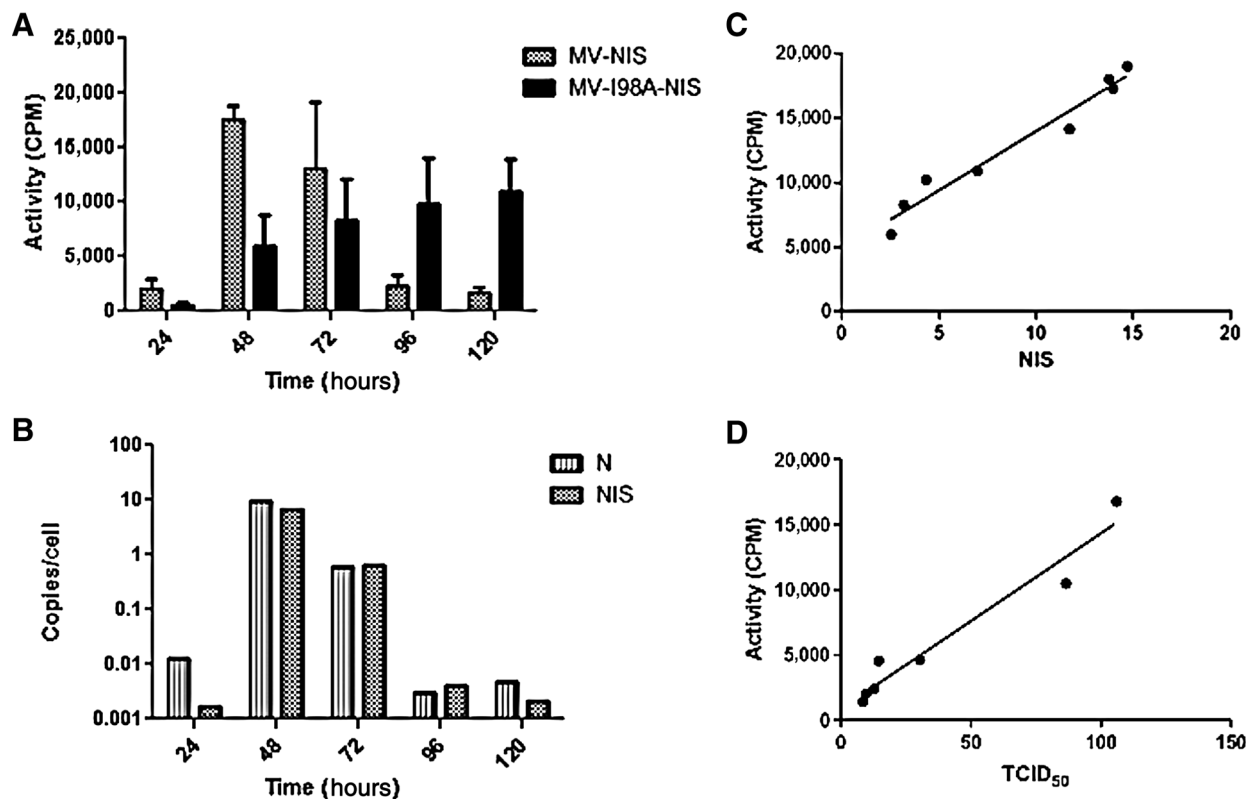 A
25,000
20,000
15,000
10,000
5,000
0
Activity (CPM)
MV-NIS
MV-I98A-NIS
24 48 72 96 120
Time (hours)
B
100
10
1
0.1
0.01
0.001
Copies/cell
N
NIS
24 48 72 96 120
Time (hours)
C
20,000
15,000
10,000
5,000
0
Activity (CPM)
0 5 10 15 20
NIS
D
20,000
15,000
10,000
5,000
0
Activity (CPM)
0 50 100 150
TCID50